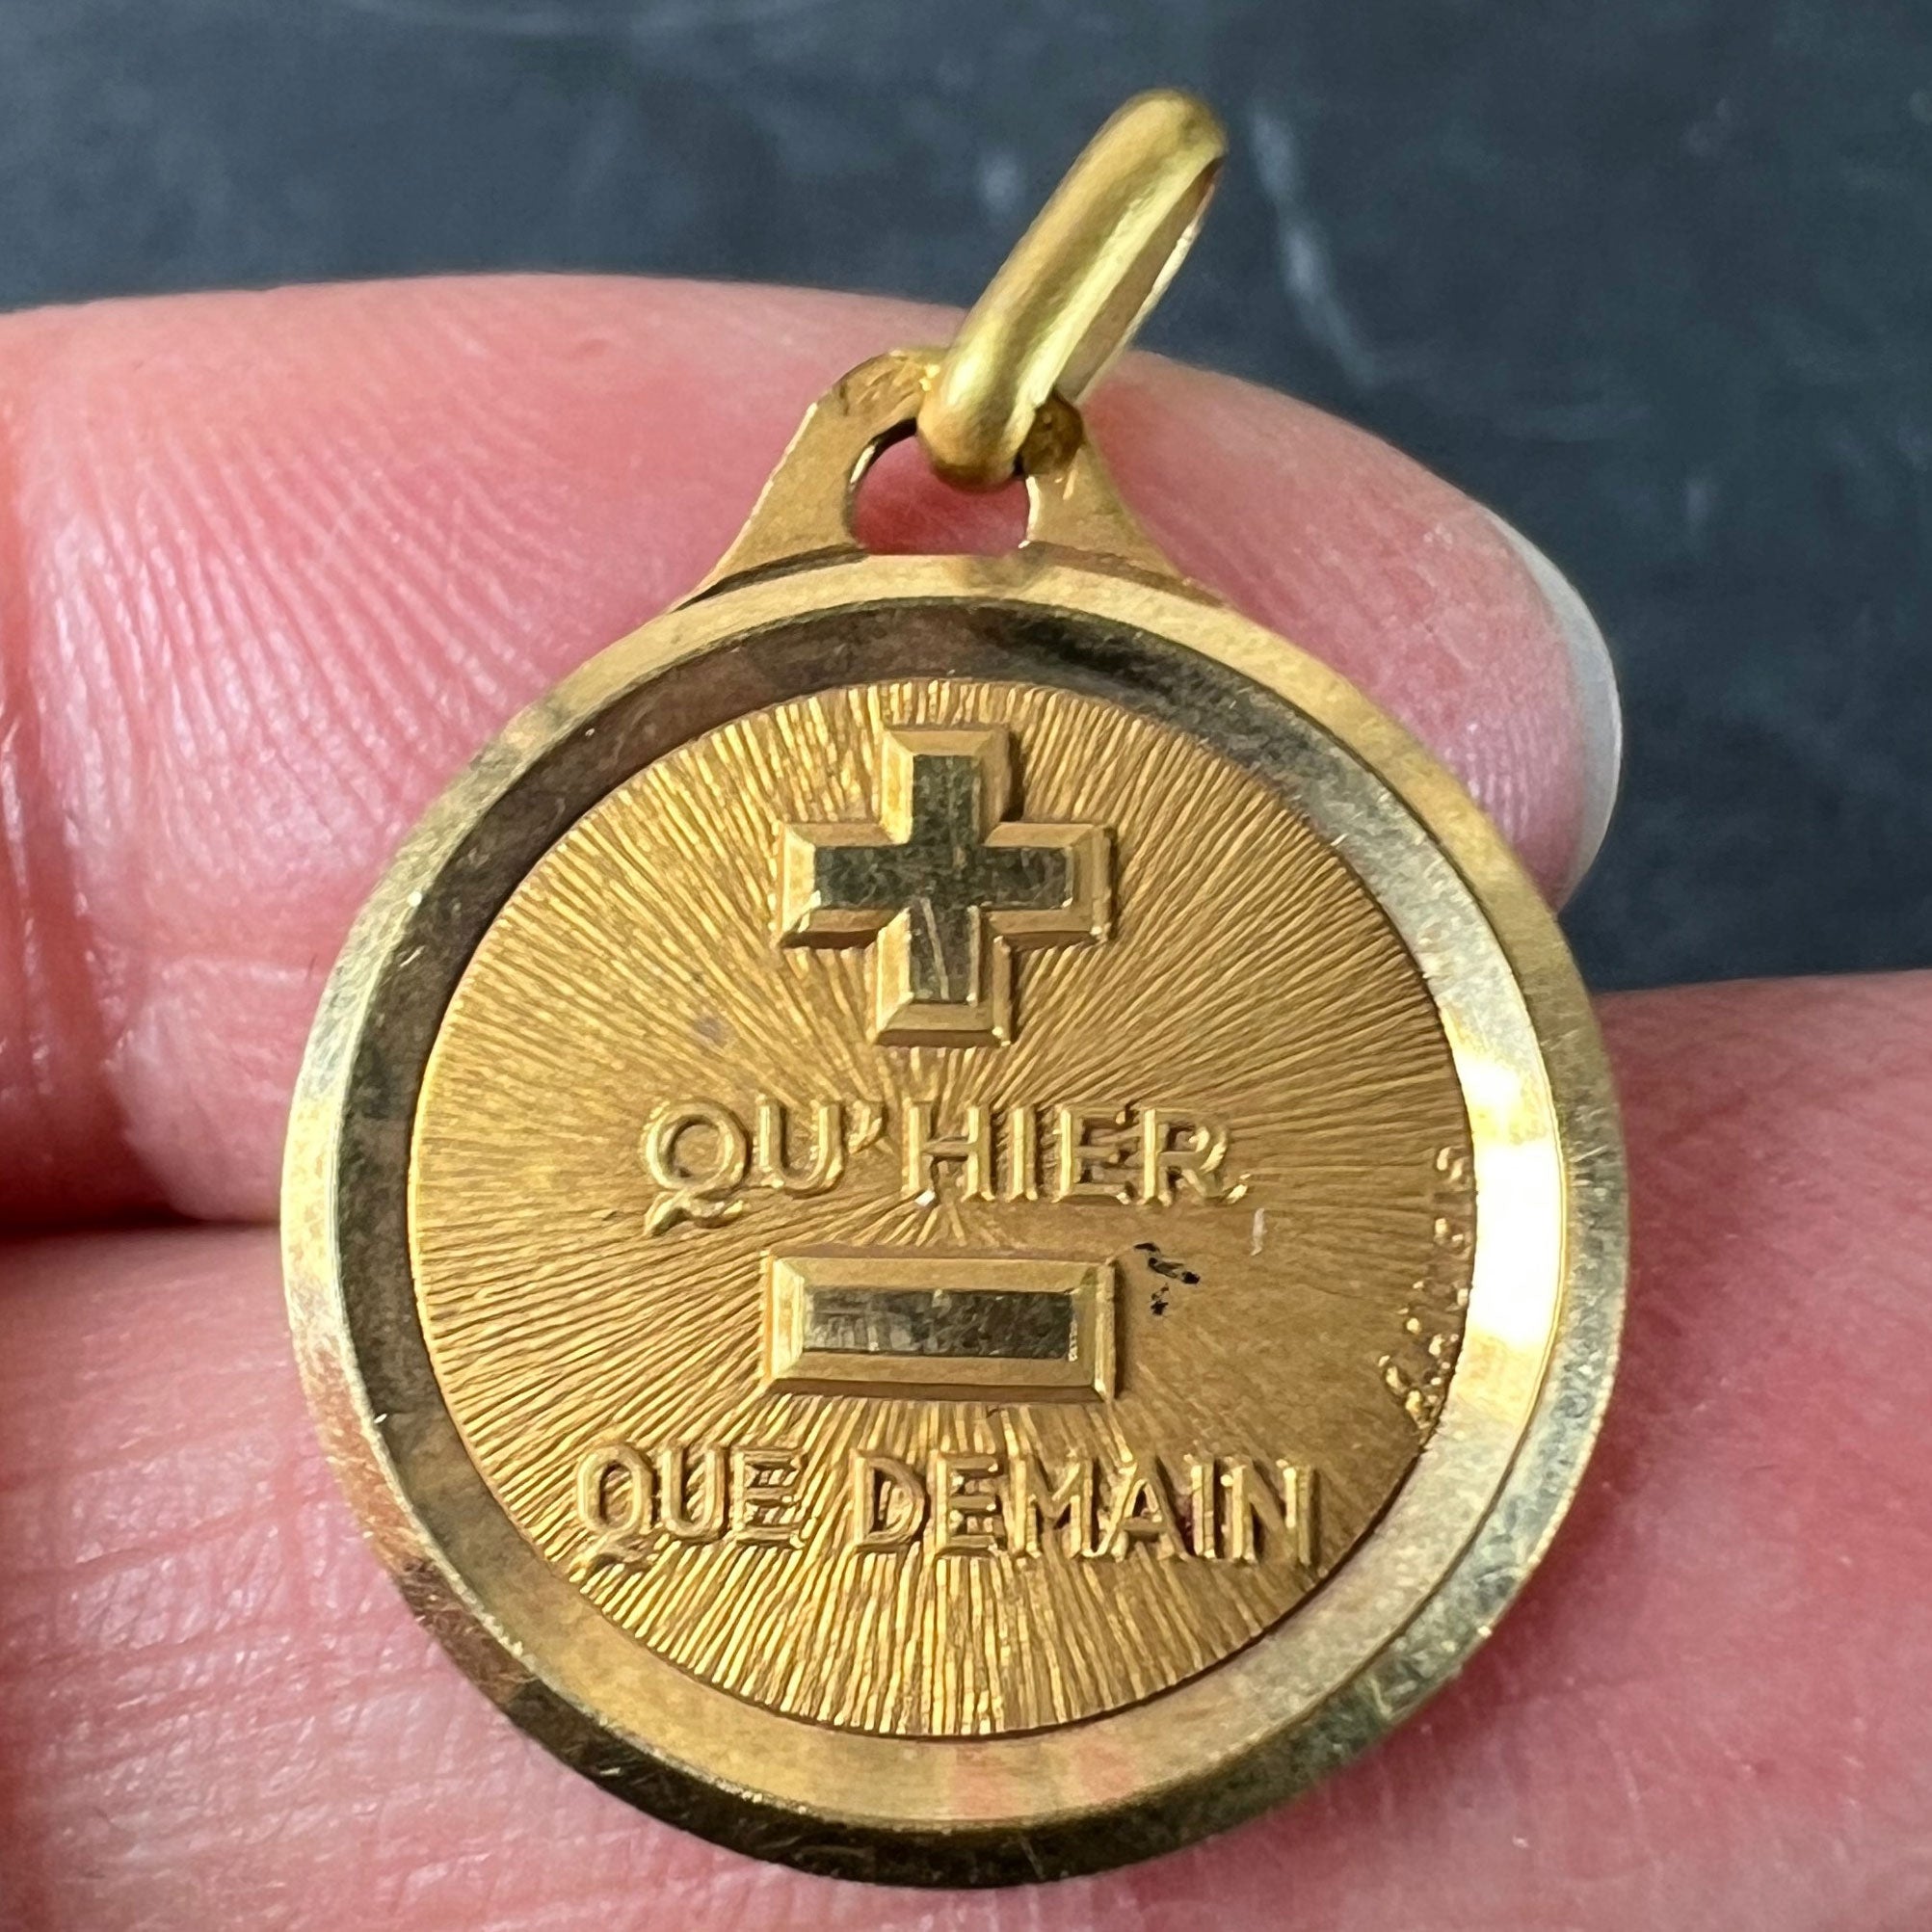 +
QU'HIER
-
QUE DEMAIN